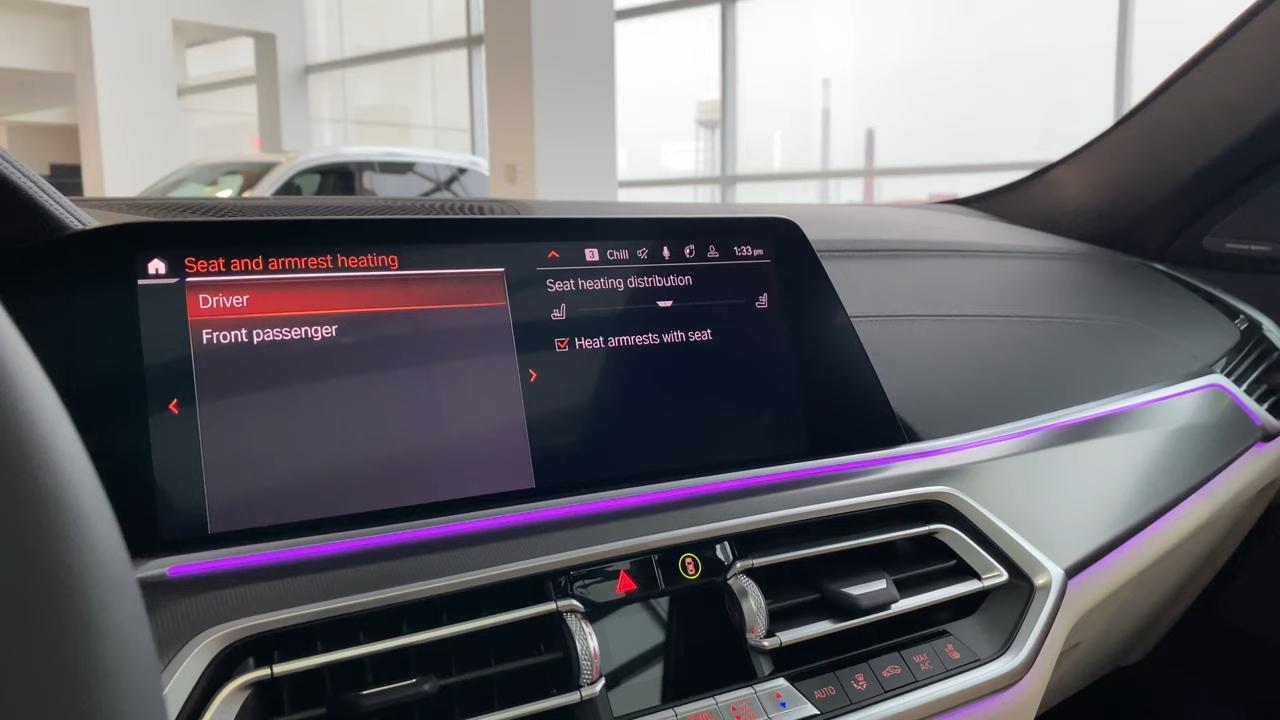 Seat and armrest heating
3 Chill 1:33 pm
Driver
Front passenger
Seat heating distribution
Heat armrests with seat
AUTO
MAX
A/C